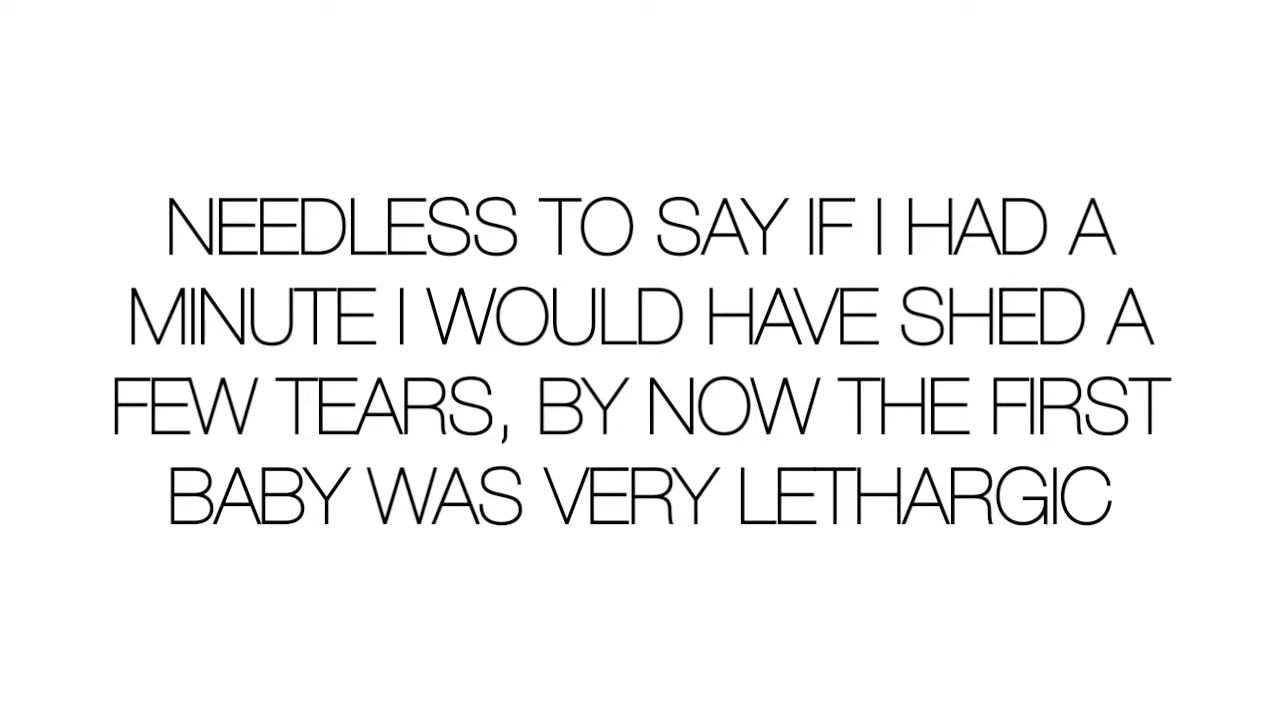 NEEDLESS TO SAY IF I HAD A
MINUTE I WOULD HAVE SHED A
FEW TEARS, BY NOW THE FIRST
BABY WAS VERY LETHARGIC